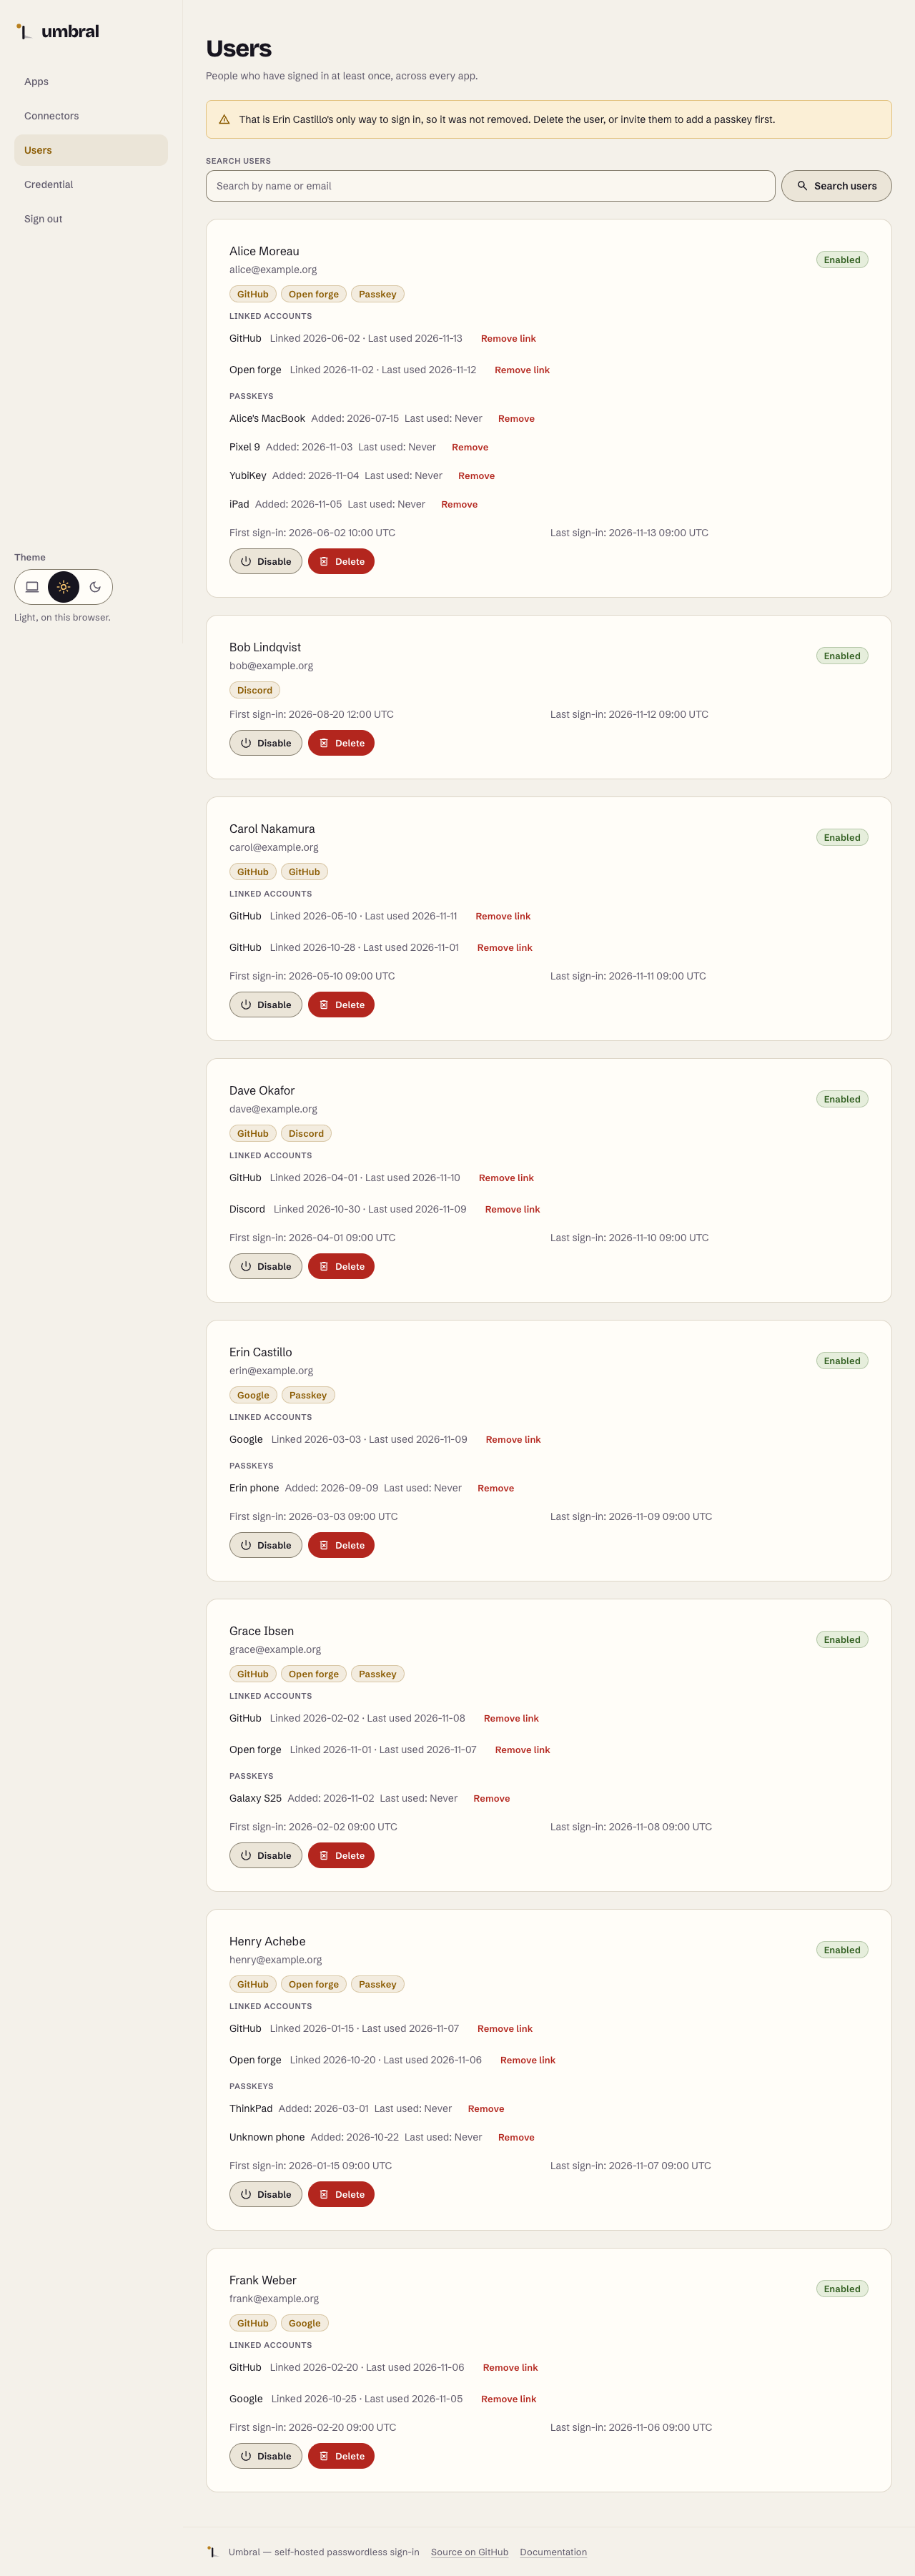 umbral
Apps
Connectors
Users
Credential
Sign out
Theme
Light, on this browser.
Users
People who have signed in at least once, across every app.
That is Erin Castillo's only way to sign in, so it was not removed. Delete the user, or invite them to add a passkey first.
SEARCH USERS
Search by name or email
Search users
Alice Moreau
Enabled
alice@example.org
GitHub Open forge Passkey
LINKED ACCOUNTS
GitHub Linked 2026-06-02 · Last used 2026-11-13 Remove link
Open forge Linked 2026-11-02 · Last used 2026-11-12 Remove link
PASSKEYS
Alice's MacBook Added: 2026-07-15 Last used: Never Remove
Pixel 9 Added: 2026-11-03 Last used: Never Remove
YubiKey Added: 2026-11-04 Last used: Never Remove
iPad Added: 2026-11-05 Last used: Never Remove
First sign-in: 2026-06-02 10:00 UTC Last sign-in: 2026-11-13 09:00 UTC
Disable Delete
Bob Lindqvist
Enabled
bob@example.org
Discord
First sign-in: 2026-08-20 12:00 UTC Last sign-in: 2026-11-12 09:00 UTC
Disable Delete
Carol Nakamura
Enabled
carol@example.org
GitHub GitHub
LINKED ACCOUNTS
GitHub Linked 2026-05-10 · Last used 2026-11-11 Remove link
GitHub Linked 2026-10-28 · Last used 2026-11-01 Remove link
First sign-in: 2026-05-10 09:00 UTC Last sign-in: 2026-11-11 09:00 UTC
Disable Delete
Dave Okafor
Enabled
dave@example.org
GitHub Discord
LINKED ACCOUNTS
GitHub Linked 2026-04-01 · Last used 2026-11-10 Remove link
Discord Linked 2026-10-30 · Last used 2026-11-09 Remove link
First sign-in: 2026-04-01 09:00 UTC Last sign-in: 2026-11-10 09:00 UTC
Disable Delete
Erin Castillo
Enabled
erin@example.org
Google Passkey
LINKED ACCOUNTS
Google Linked 2026-03-03 · Last used 2026-11-09 Remove link
PASSKEYS
Erin phone Added: 2026-09-09 Last used: Never Remove
First sign-in: 2026-03-03 09:00 UTC Last sign-in: 2026-11-09 09:00 UTC
Disable Delete
Grace Ibsen
Enabled
grace@example.org
GitHub Open forge Passkey
LINKED ACCOUNTS
GitHub Linked 2026-02-02 · Last used 2026-11-08 Remove link
Open forge Linked 2026-11-01 · Last used 2026-11-07 Remove link
PASSKEYS
Galaxy S25 Added: 2026-11-02 Last used: Never Remove
First sign-in: 2026-02-02 09:00 UTC Last sign-in: 2026-11-08 09:00 UTC
Disable Delete
Henry Achebe
Enabled
henry@example.org
GitHub Open forge Passkey
LINKED ACCOUNTS
GitHub Linked 2026-01-15 · Last used 2026-11-07 Remove link
Open forge Linked 2026-10-20 · Last used 2026-11-06 Remove link
PASSKEYS
ThinkPad Added: 2026-03-01 Last used: Never Remove
Unknown phone Added: 2026-10-22 Last used: Never Remove
First sign-in: 2026-01-15 09:00 UTC Last sign-in: 2026-11-07 09:00 UTC
Disable Delete
Frank Weber
Enabled
frank@example.org
GitHub Google
LINKED ACCOUNTS
GitHub Linked 2026-02-20 · Last used 2026-11-06 Remove link
Google Linked 2026-10-25 · Last used 2026-11-05 Remove link
First sign-in: 2026-02-20 09:00 UTC Last sign-in: 2026-11-06 09:00 UTC
Disable Delete
Umbral — self-hosted passwordless sign-in Source on GitHub Documentation